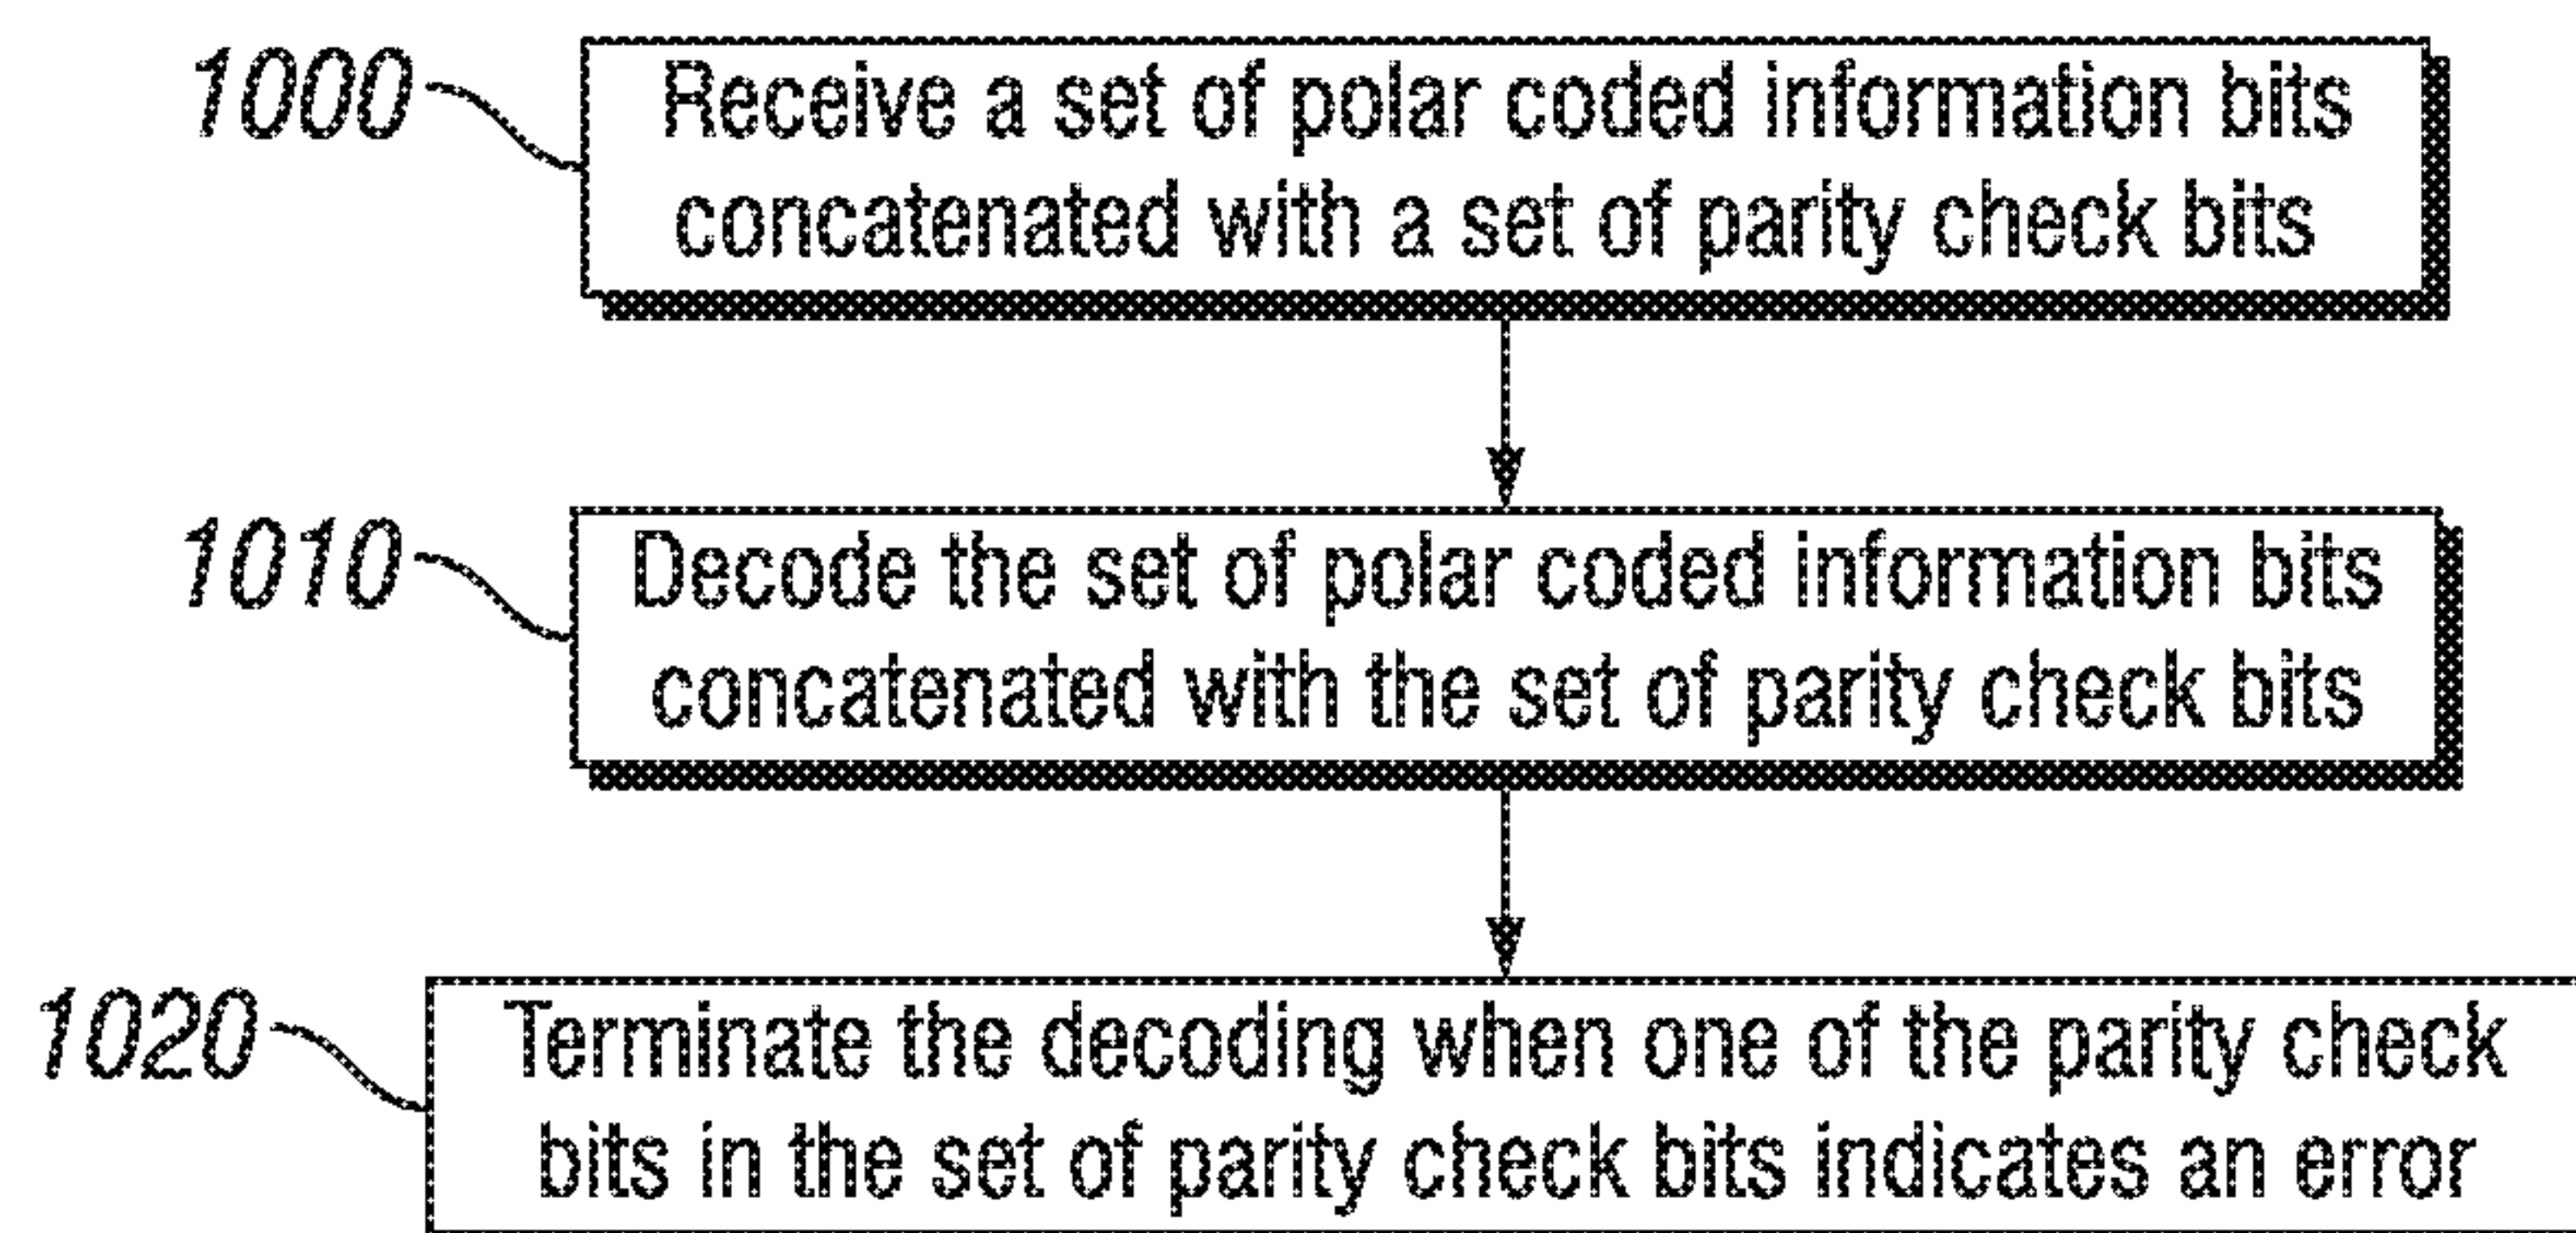 1000
Receive a set of polar coded information bits
concatenated with a set of parity check bits
1010
Decode the set of polar coded information bits
concatenated with the set of parity check bits
1020
Terminate the decoding when one of the parity check
bits in the set of parity check bits indicates an error